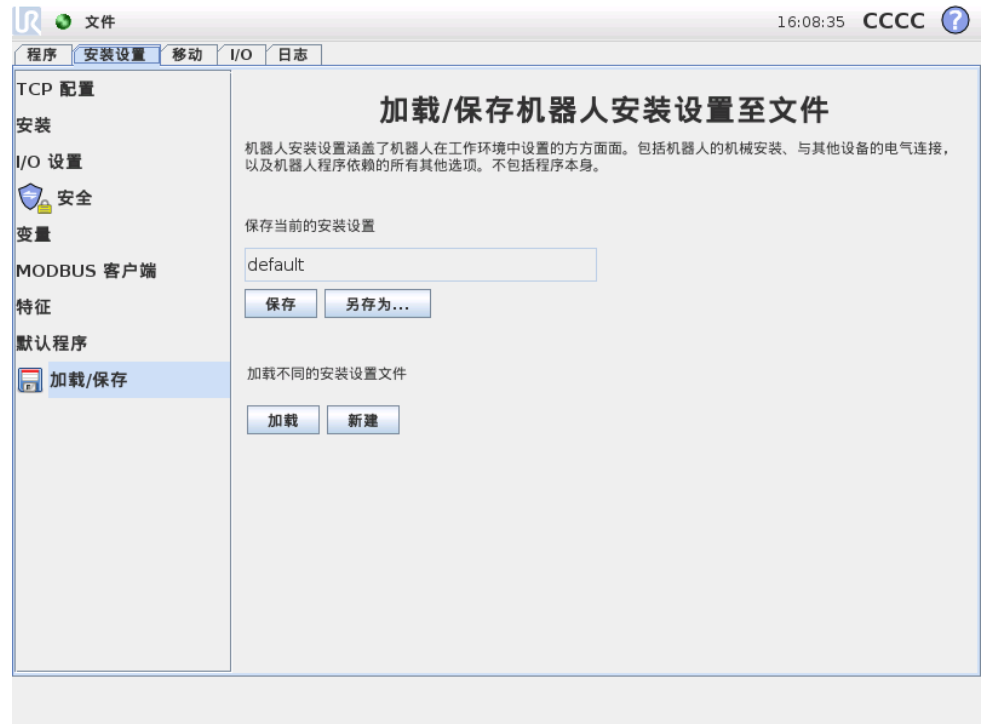 UR 文件 16:08:35 CCCC ?
程序 安装设置 移动 I/O 日志
TCP 配置
安装
I/O 设置
安全
变量
MODBUS 客户端
特征
默认程序
加载/保存
加载/保存机器人安装设置至文件
机器人安装设置涵盖了机器人在工作环境中设置的方方面面。包括机器人的机械安装、与其他设备的电气连接，
以及机器人程序依赖的所有其他选项。不包括程序本身。
保存当前的安装设置
default
保存 另存为...
加载不同的安装设置文件
加载 新建